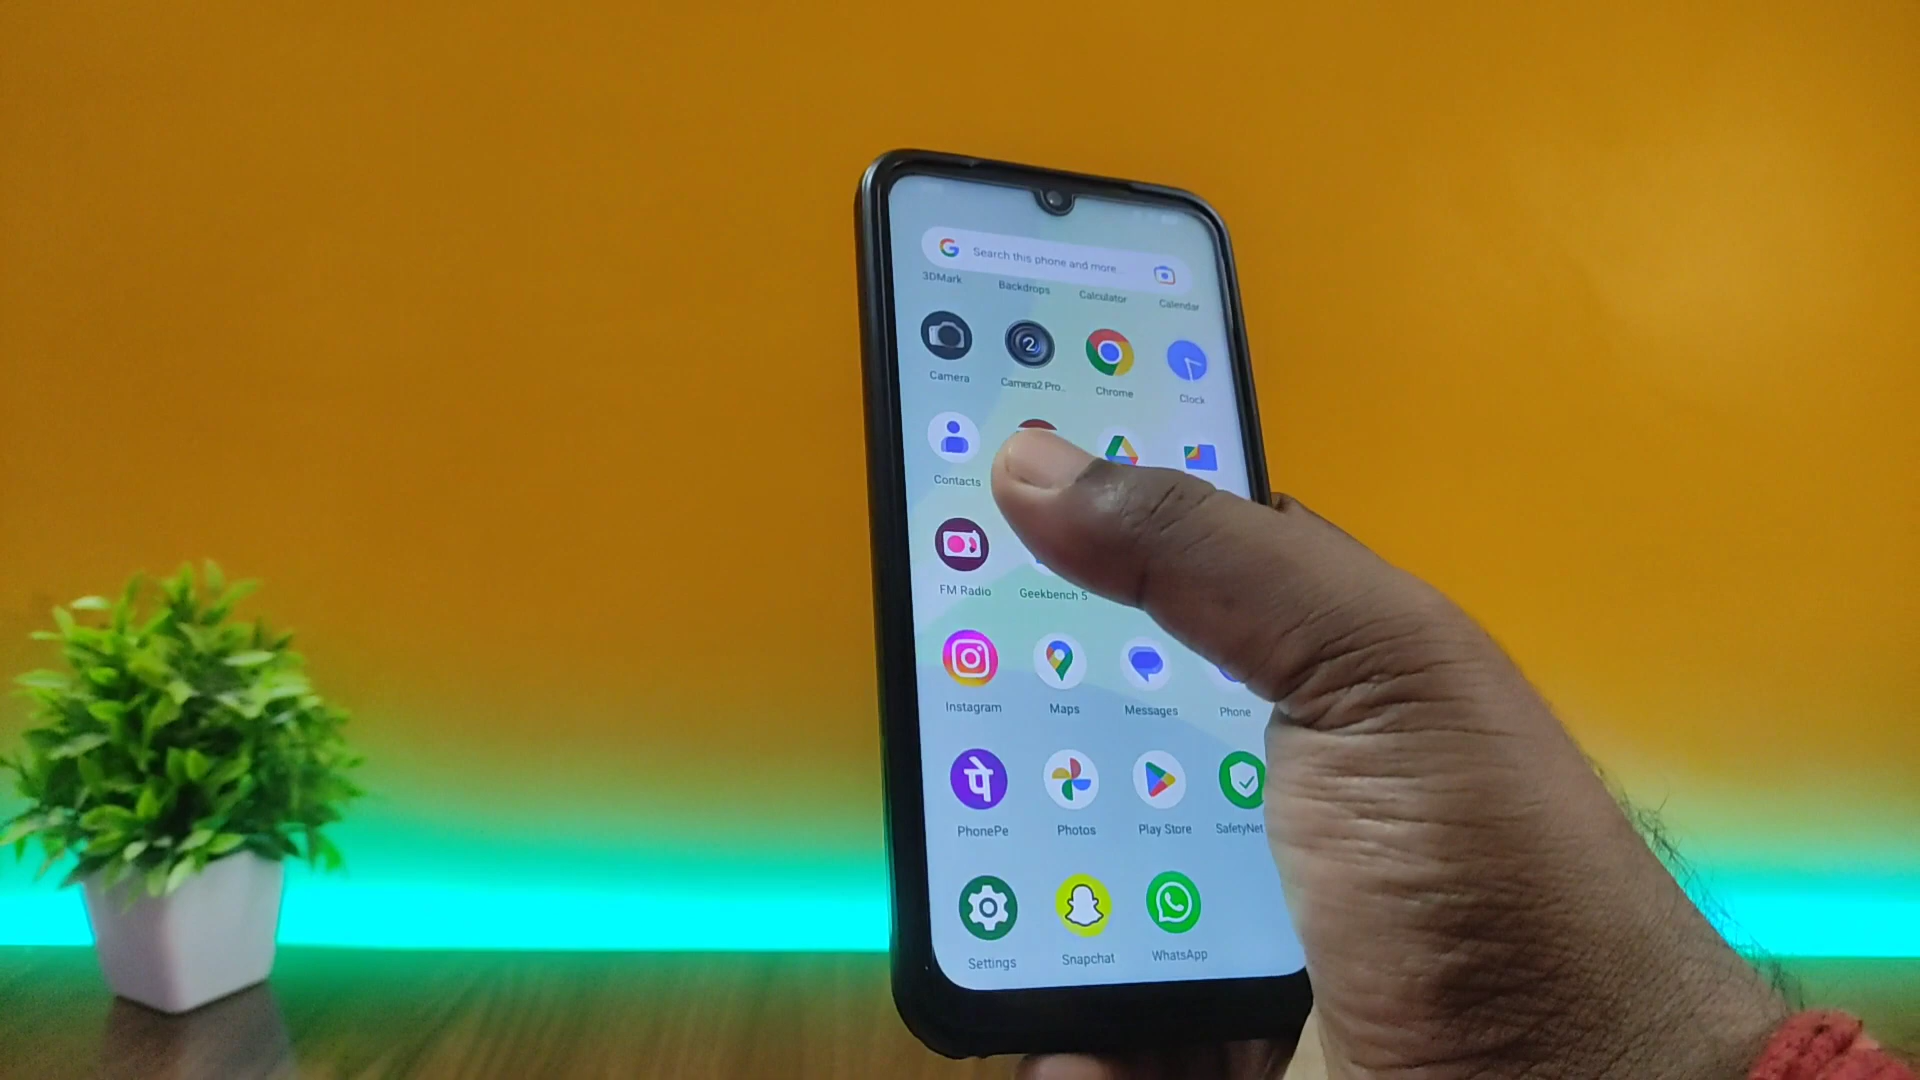 Search this phone and more...
3DMark Backdrops Calculator Calendar
2
Camera Camera2 Pro.. Chrome Clock
Contacts
FM Radio Geekbench 5
Instagram Maps Messages Phone
पे
PhonePe Photos Play Store SafetyNet
Settings Snapchat WhatsApp